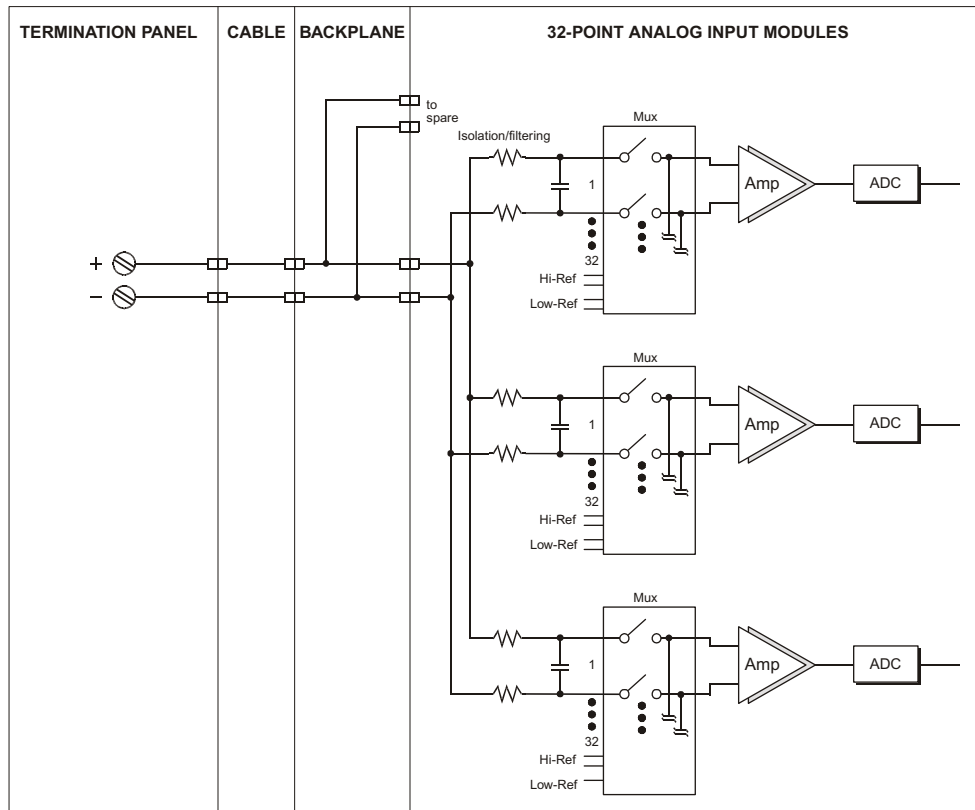 TERMINATION PANEL
CABLE
BACKPLANE
32-POINT ANALOG INPUT MODULES
to
spare
Isolation/filtering
Mux
1
32
Hi-Ref
Low-Ref
Amp
ADC
+
–
Mux
1
32
Hi-Ref
Low-Ref
Amp
ADC
Mux
1
32
Hi-Ref
Low-Ref
Amp
ADC